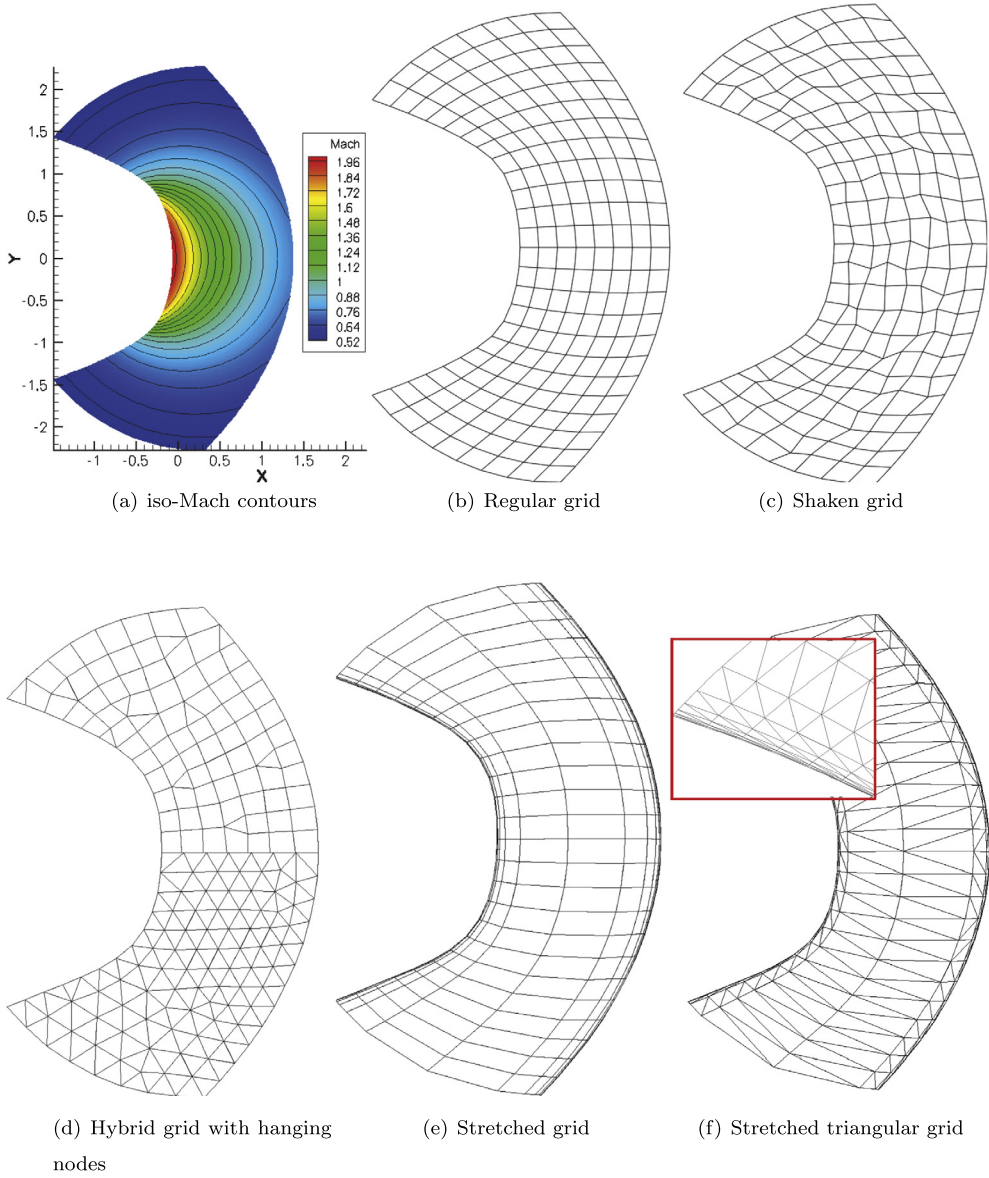 2
1.5
1
0.5
0
-0.5
-1
-1.5
-2
Y
-1 -0.5 0 0.5 1 1.5 2
X
Mach
1.96
1.84
1.72
1.6
1.48
1.36
1.24
1.12
1
0.88
0.76
0.64
0.52
(a) iso-Mach contours
(b) Regular grid
(c) Shaken grid
(d) Hybrid grid with hanging
nodes
(e) Stretched grid
(f) Stretched triangular grid